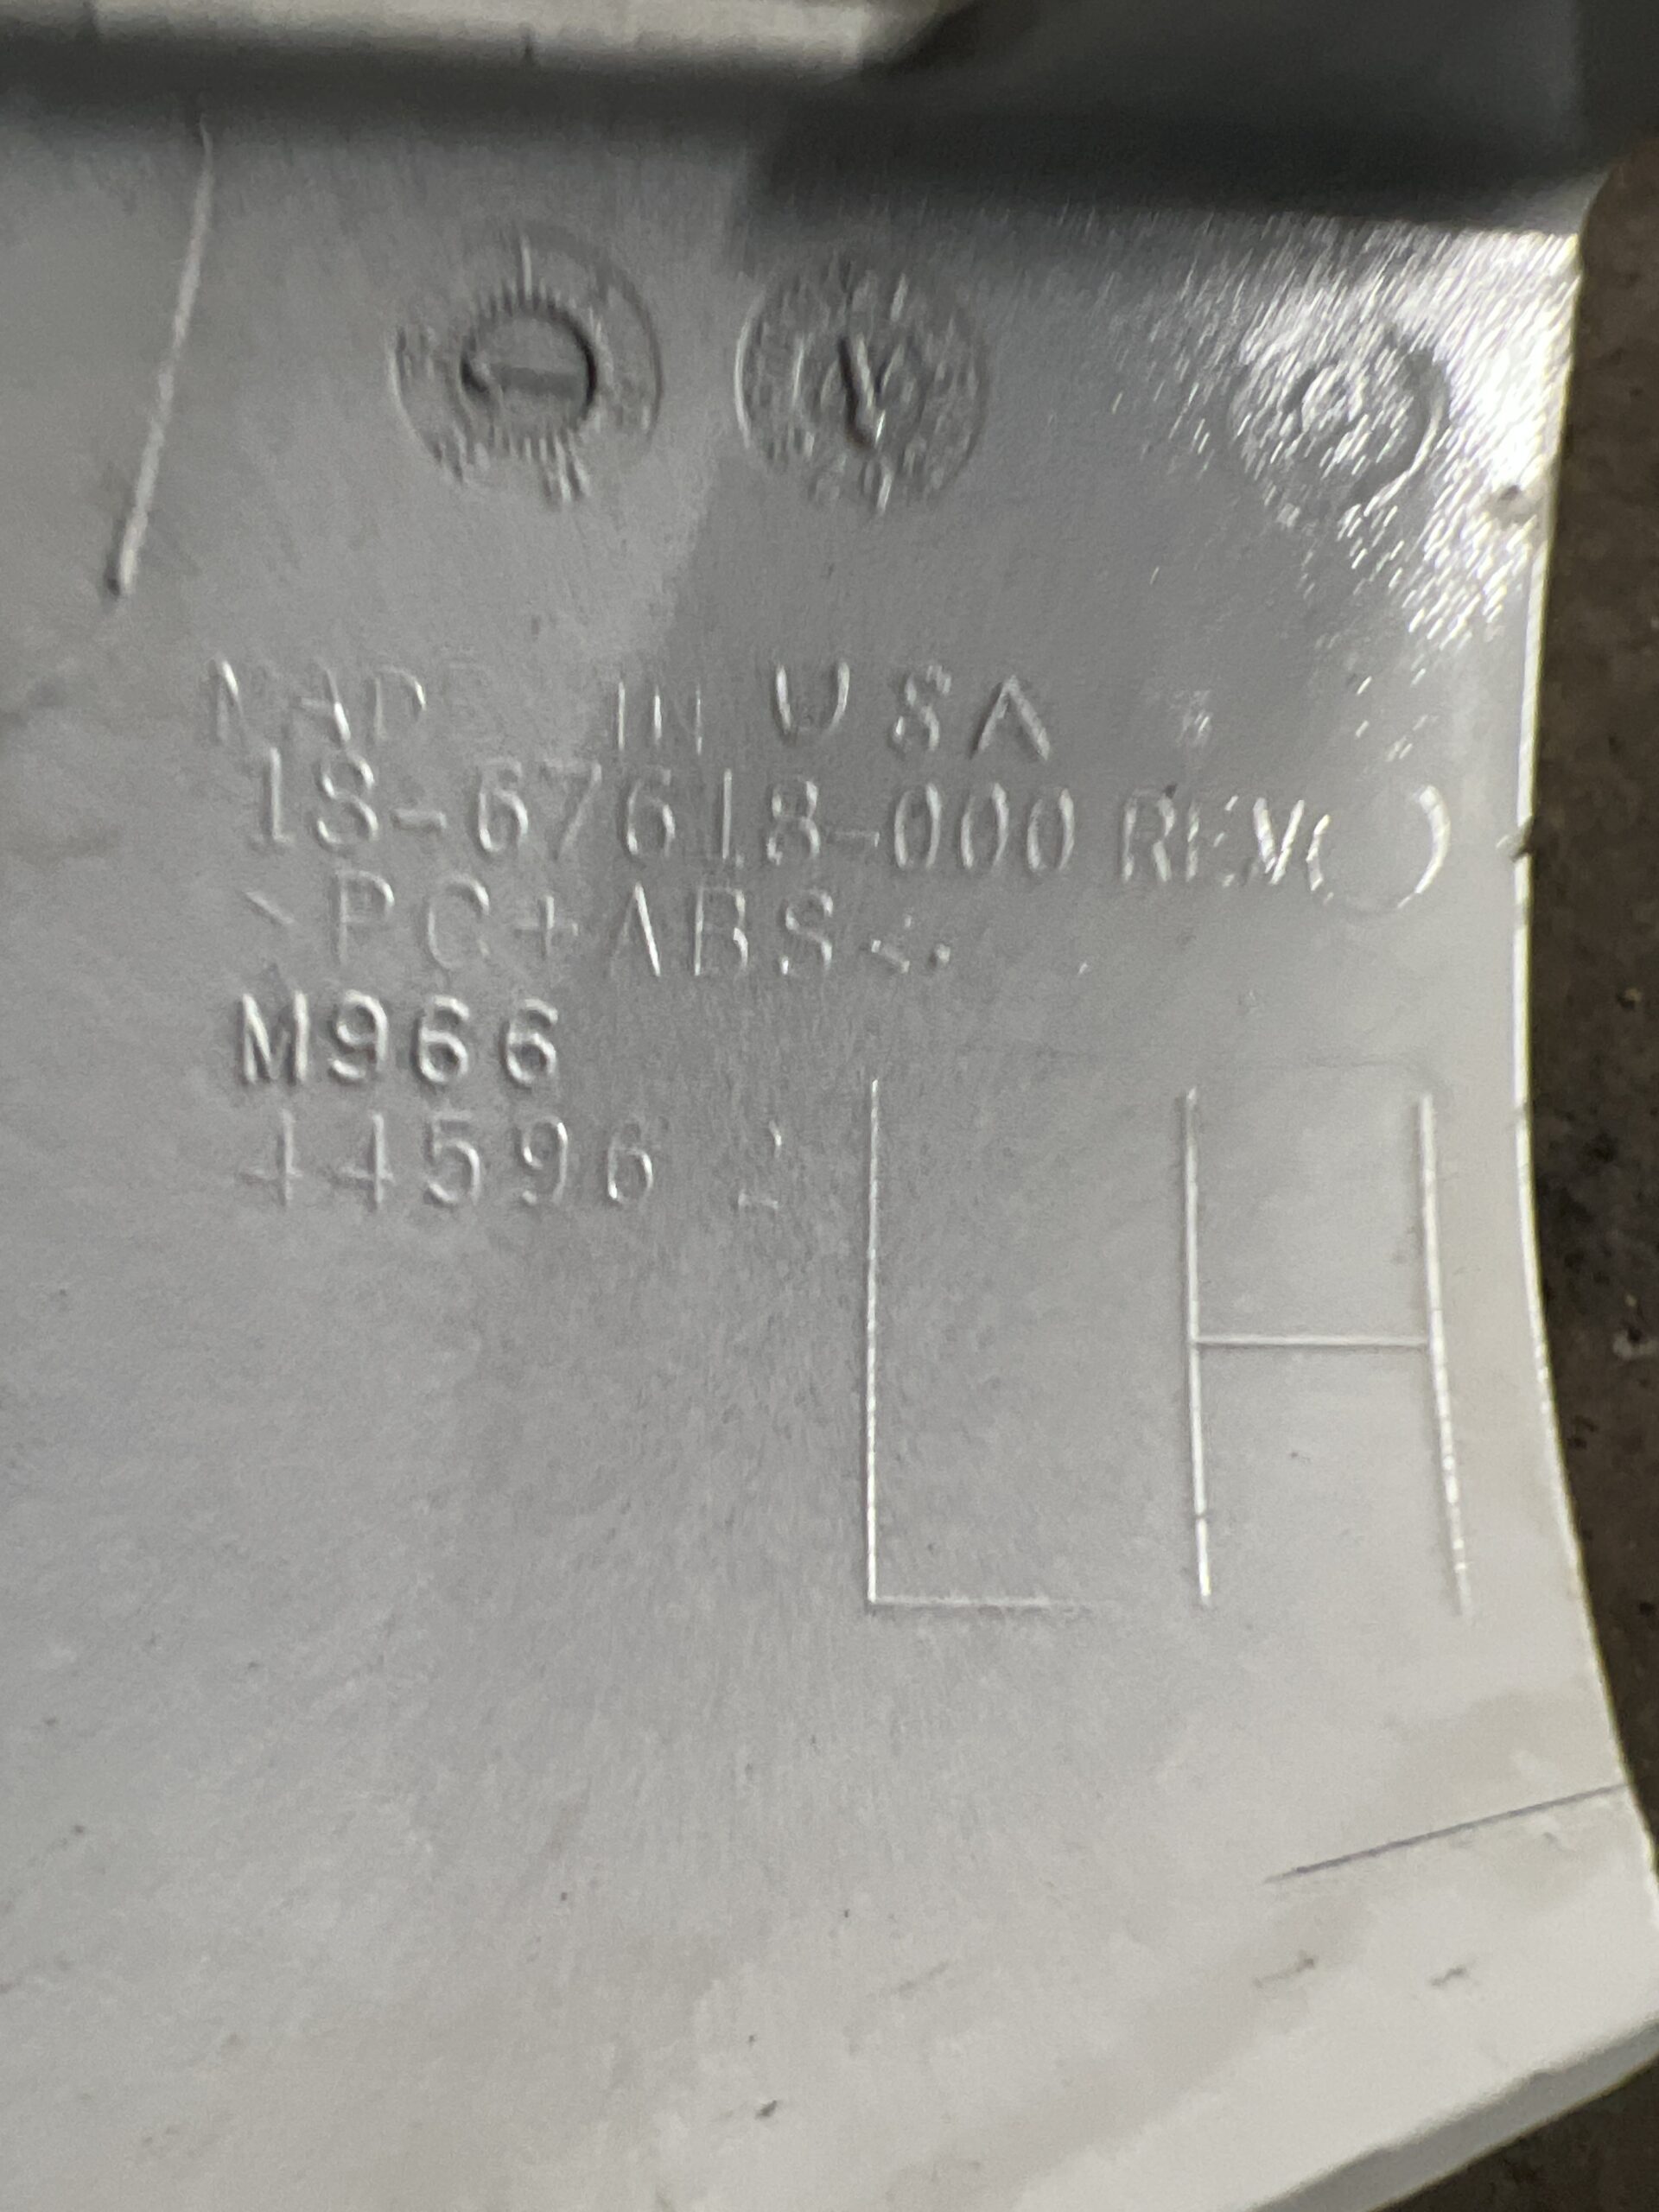 MADE IN USA
18-67618-000 REV
>PC+ABS<
M966
44596
LH